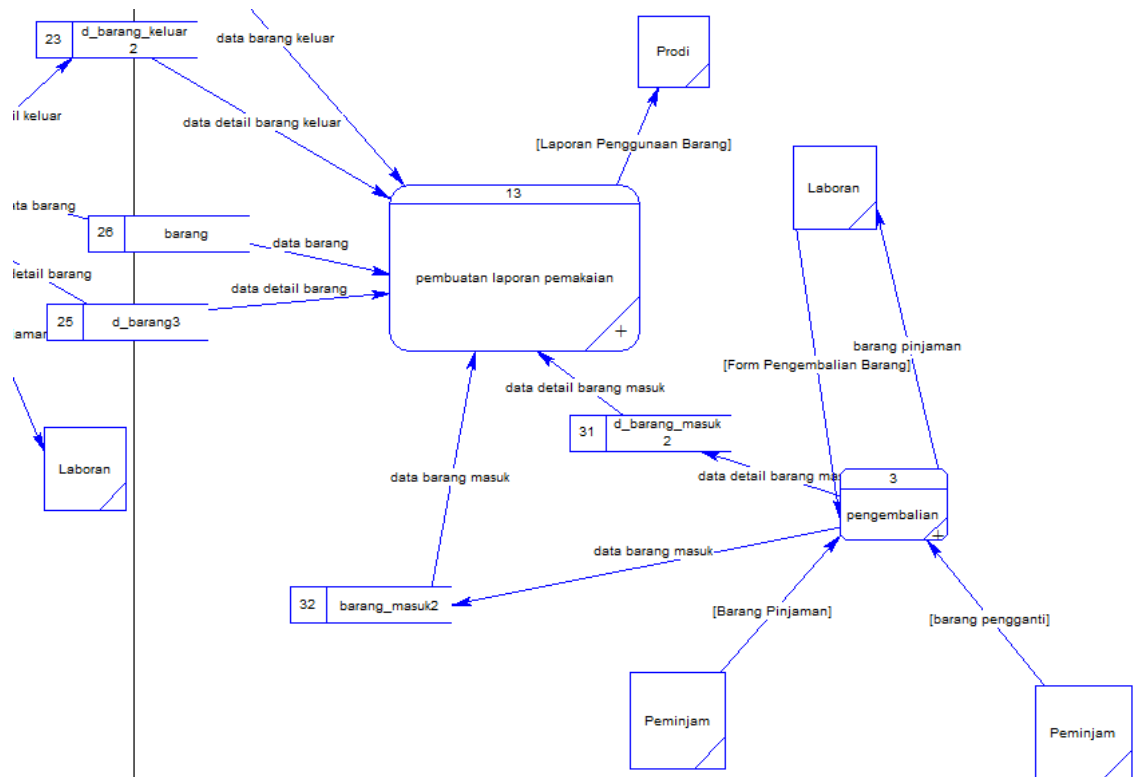 23
d_barang_keluar
2
data barang keluar
Prodi
il keluar
data detail barang keluar
[Laporan Penggunaan Barang]
13
Laboran
ata barang
26
barang
data barang
pembuatan laporan pemakaian
detail barang
data detail barang
25
d_barang3
aman
barang pinjaman
[Form Pengembalian Barang]
data detail barang masuk
31
d_barang_masuk
2
Laboran
data barang masuk
data detail barang mas
3
pengembalian
data barang masuk
32
barang_masuk2
[Barang Pinjaman]
[barang pengganti]
Peminjam
Peminjam